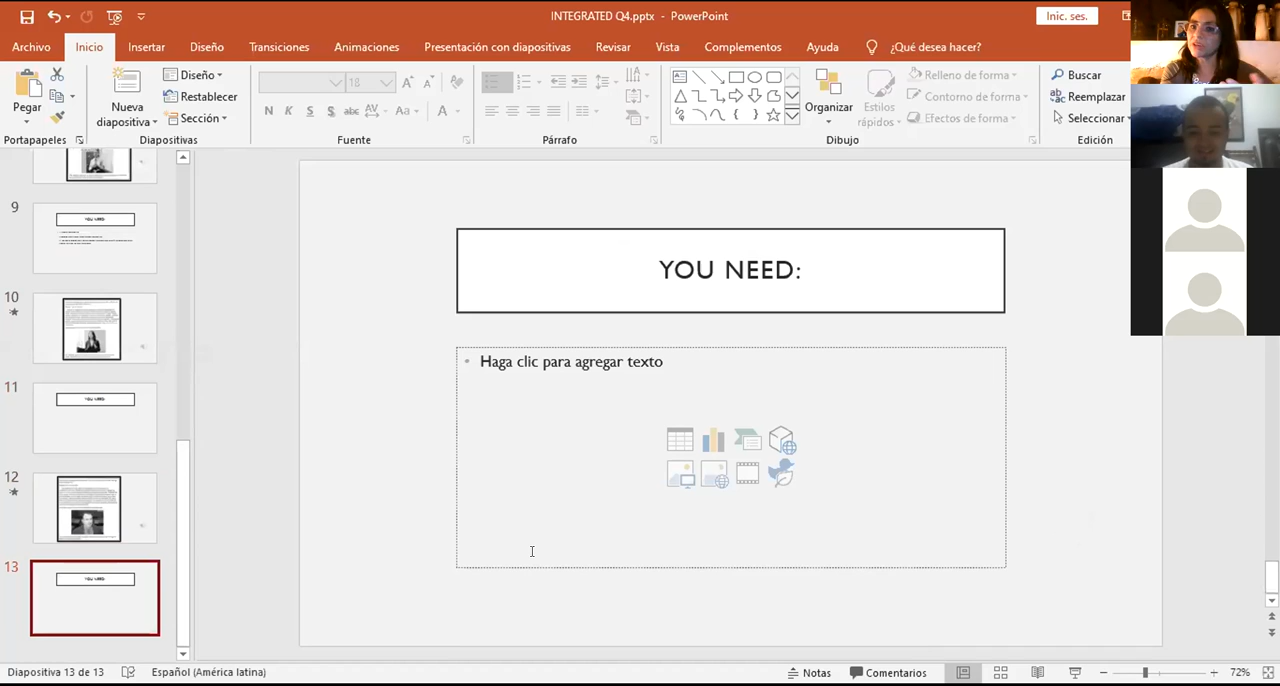 INTEGRATED Q4.pptx - PowerPoint
Inic. ses.
Archivo Inicio Insertar Diseño Transiciones Animaciones Presentación con diapositivas Revisar Vista Complementos Ayuda ¿Qué desea hacer?
Pegar
Nueva diapositiva
Diseño
Restablecer
Sección
18
N K S S abc AV Aa A
Organizar
Estilos rápidos
Relleno de forma
Contorno de forma
Efectos de forma
Buscar
Reemplazar
Seleccionar
Portapapeles Diapositivas Fuente Párrafo Dibujo Edición
9
YOU NEED:
10
11
YOU NEED:
12
13
YOU NEED:
YOU NEED:
• Haga clic para agregar texto
Diapositiva 13 de 13 Español (América latina) Notas Comentarios 72%